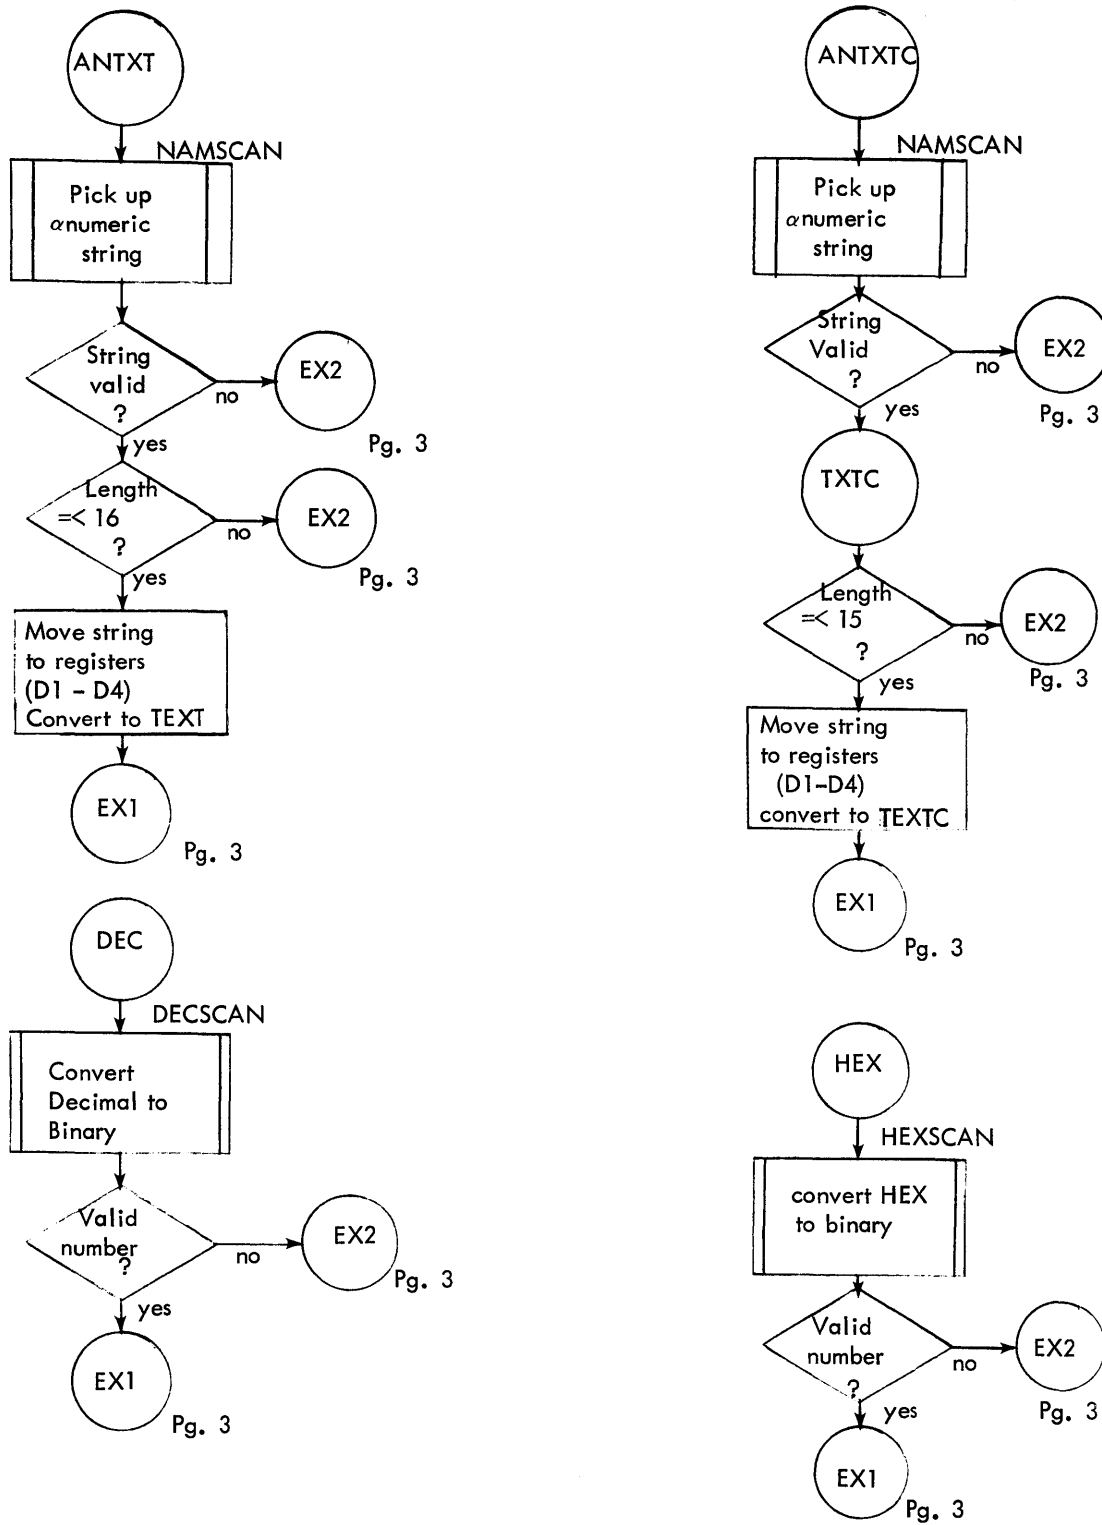 ANTXT
NAMSCAN
Pick up
αnumeric
string
String
valid
?
no
EX2
Pg. 3
yes
Length
=< 16
?
no
EX2
Pg. 3
yes
Move string
to registers
(D1 - D4)
Convert to TEXT
EX1
Pg. 3
DEC
DECSCAN
Convert
Decimal to
Binary
Valid
number
?
no
EX2
Pg. 3
yes
EX1
Pg. 3
ANTXTC
NAMSCAN
Pick up
αnumeric
string
String
Valid
?
no
EX2
Pg. 3
yes
TXTC
Length
=< 15
?
no
EX2
Pg. 3
yes
Move string
to registers
(D1-D4)
convert to TEXTC
EX1
Pg. 3
HEX
HEXSCAN
convert HEX
to binary
Valid
number
?
no
EX2
Pg. 3
yes
EX1
Pg. 3